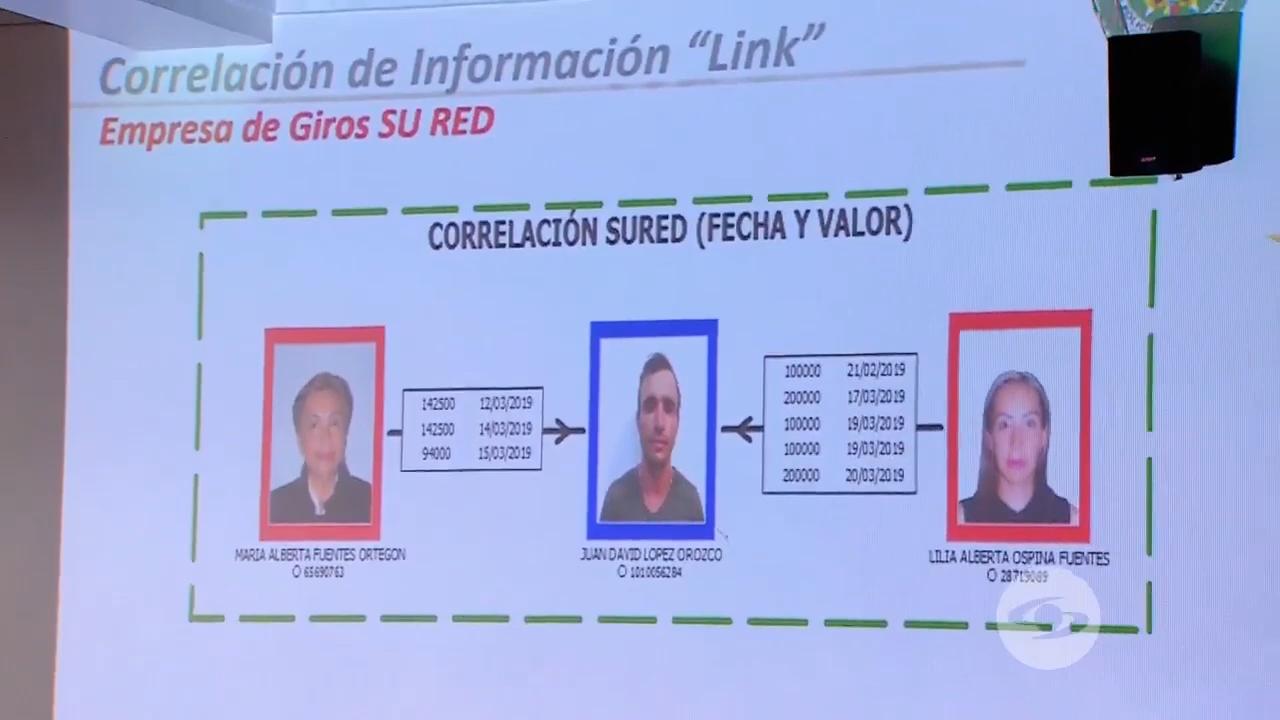 Correlación de Información “Link”
Empresa de Giros SU RED
CORRELACIÓN SURED (FECHA Y VALOR)
142500 12/03/2019
142500 14/03/2019
94000 15/03/2019
100000 21/02/2019
200000 17/03/2019
100000 19/03/2019
100000 19/03/2019
200000 20/03/2019
MARIA ALBERTA FUENTES ORTEGON
65690763
JUAN DAVID LOPEZ OROZCO
1010056284
LILIA ALBERTA OSPINA FUENTES